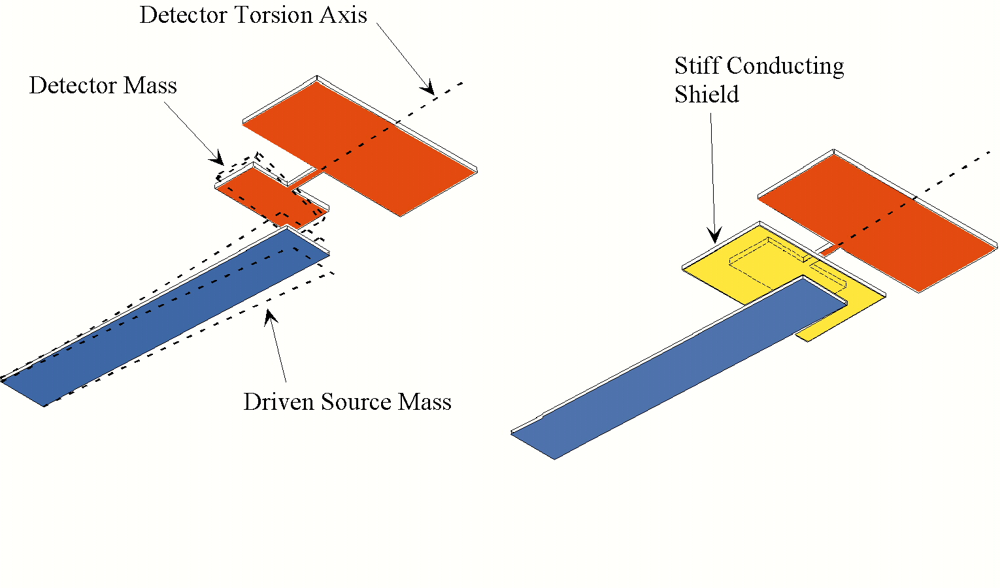 Detector Torsion Axis
Detector Mass
Driven Source Mass
Stiff Conducting
Shield